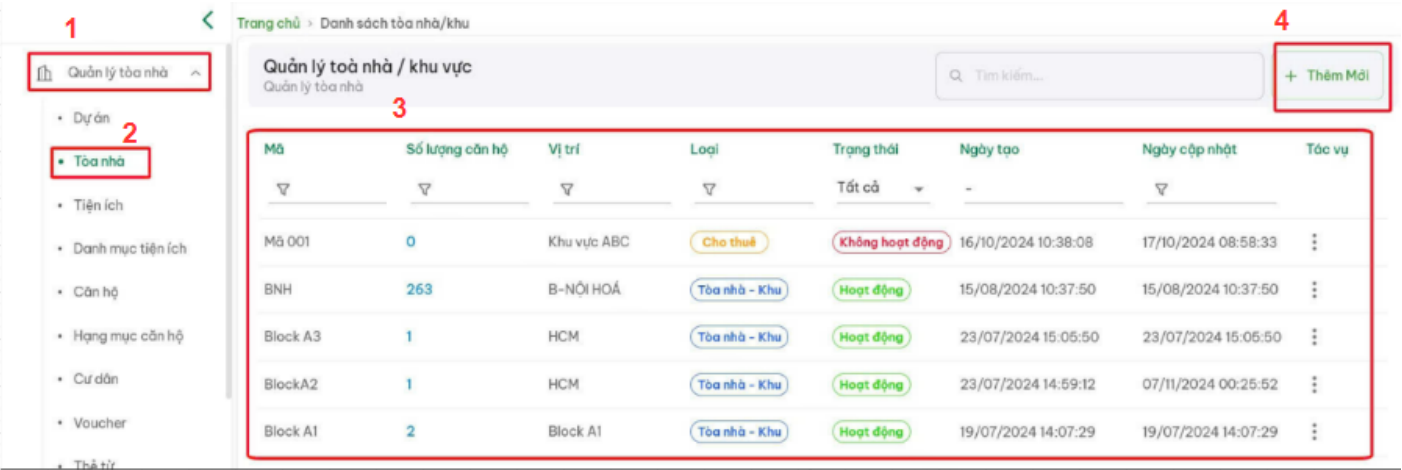 1
Quản lý tòa nhà
Dự án
2
Tòa nhà
Tiện ích
Danh mục tiện ích
Căn hộ
Hạng mục căn hộ
Cư dân
Voucher
Thẻ từ
Trang chủ > Danh sách tòa nhà/khu
Quản lý toà nhà / khu vực
Quản lý tòa nhà
Tìm kiếm...
4
+ Thêm Mới
3
Mã Số lượng căn hộ Vị trí Loại Trạng thái Ngày tạo Ngày cập nhật Tác vụ
Tất cả -
Mã 001 0 Khu vực ABC Cho thuê Không hoạt động 16/10/2024 10:38:08 17/10/2024 08:58:33
BNH 263 B-NỘI HOÁ Tòa nhà - Khu Hoạt động 15/08/2024 10:37:50 15/08/2024 10:37:50
Block A3 1 HCM Tòa nhà - Khu Hoạt động 23/07/2024 15:05:50 23/07/2024 15:05:50
BlockA2 1 HCM Tòa nhà - Khu Hoạt động 23/07/2024 14:59:12 07/11/2024 00:25:52
Block A1 2 Block A1 Tòa nhà - Khu Hoạt động 19/07/2024 14:07:29 19/07/2024 14:07:29